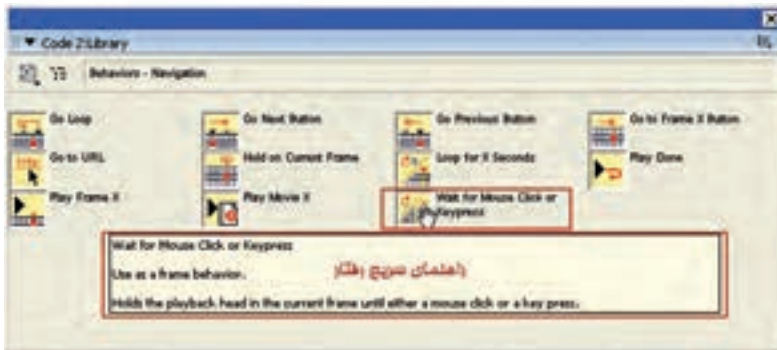 Code 2:Library
Behaviors - Navigation
Go Loop
Go Next Button
Go Previous Button
Go to Frame X Button
Go to URL
Hold on Current Frame
Loop for X Seconds
Play Done
Play Frame X
Play Movie X
Wait for Mouse Click or
Keypress
Wait for Mouse Click or Keypress
Use as a frame behavior.
راهنمای سریع رفتار
Holds the playback head in the current frame until either a mouse click or a key press.